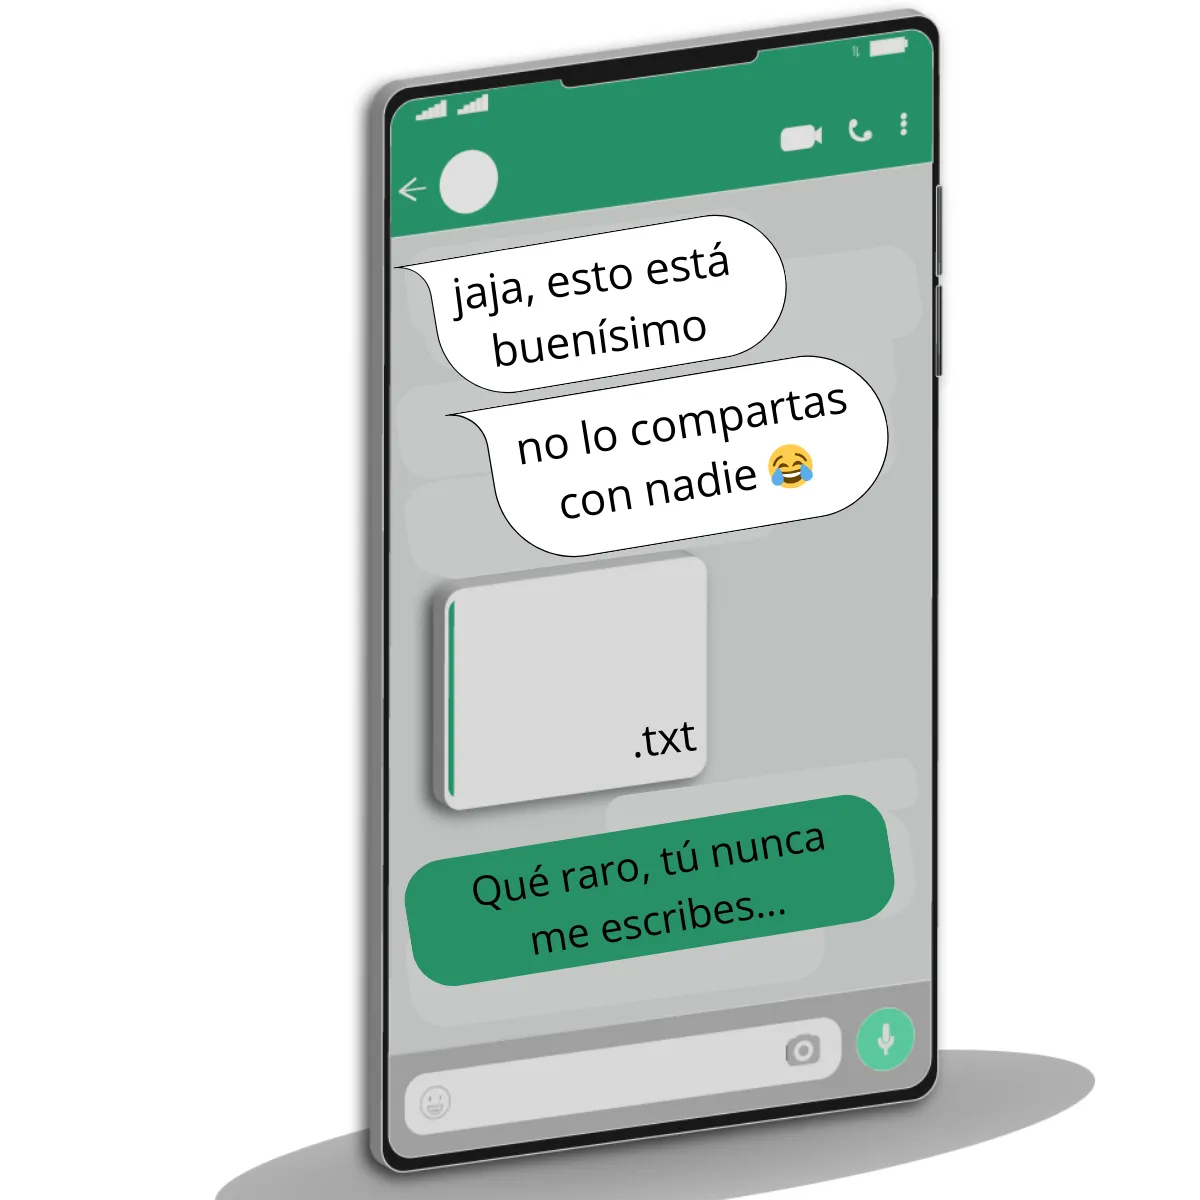 jaja, esto está
buenísimo
no lo compartas
con nadie 😂
.txt
Qué raro, tú nunca
me escribes...